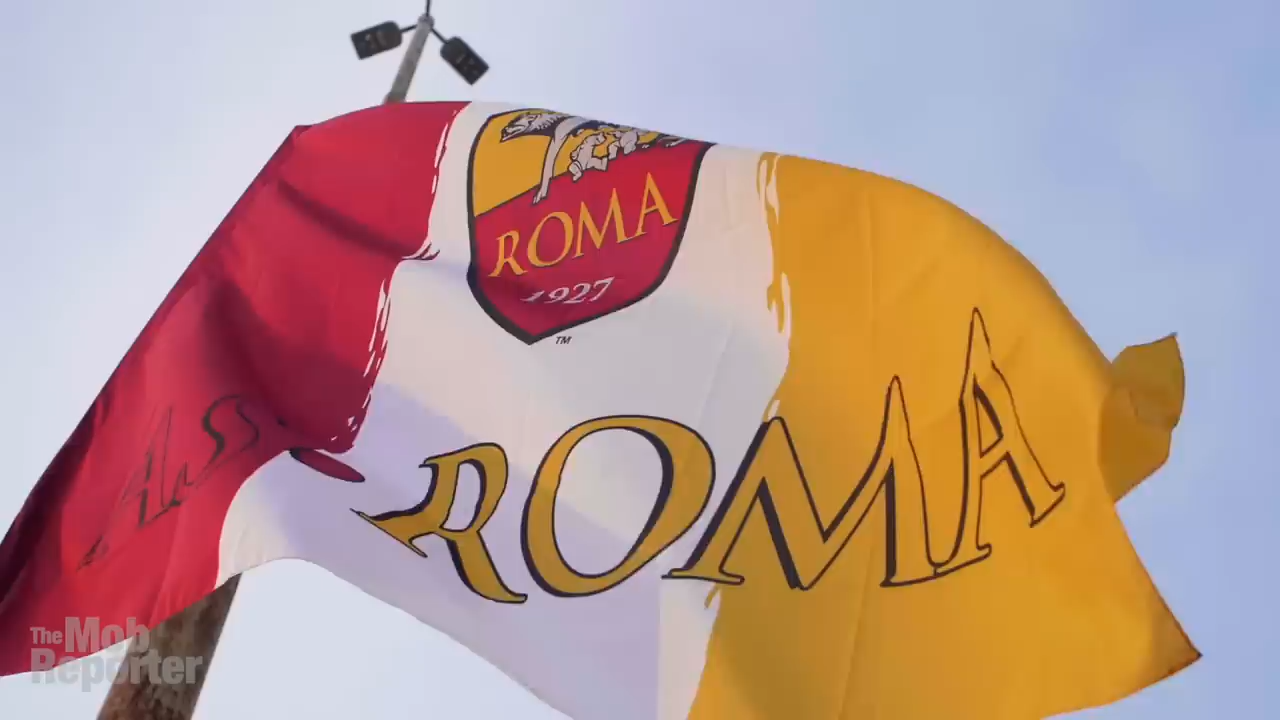 ROMA
1927
TM
A.s. ROMA
The Mob
Reporter